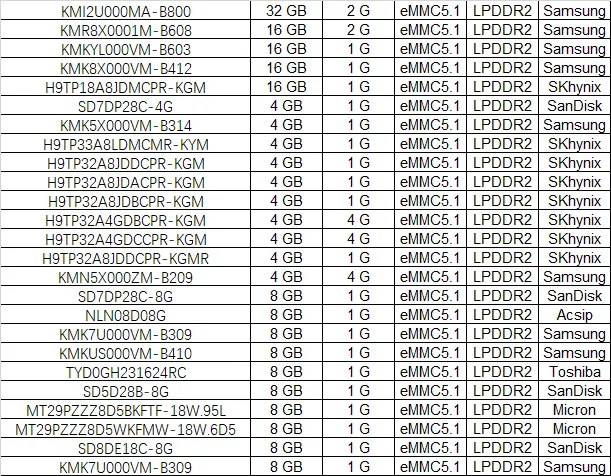 KMI2U000MA-B800 32 GB 2 G eMMC5.1 LPDDR2 Samsung
KMR8X0001M-B608 16 GB 2 G eMMC5.1 LPDDR2 Samsung
KMKYL000VM-B603 16 GB 1 G eMMC5.1 LPDDR2 Samsung
KMK8X000VM-B412 16 GB 1 G eMMC5.1 LPDDR2 Samsung
H9TP18A8JDMCPR-KGM 16 GB 1 G eMMC5.1 LPDDR2 SKhynix
SD7DP28C-4G 4 GB 1 G eMMC5.1 LPDDR2 SanDisk
KMK5X000VM-B314 4 GB 1 G eMMC5.1 LPDDR2 Samsung
H9TP33A8LDMCMR-KYM 4 GB 1 G eMMC5.1 LPDDR2 SKhynix
H9TP32A8JDDCPR-KGM 4 GB 1 G eMMC5.1 LPDDR2 SKhynix
H9TP32A8JDACPR-KGM 4 GB 1 G eMMC5.1 LPDDR2 SKhynix
H9TP32A8JDBCPR-KGM 4 GB 1 G eMMC5.1 LPDDR2 SKhynix
H9TP32A4GDBCPR-KGM 4 GB 4 G eMMC5.1 LPDDR2 SKhynix
H9TP32A4GDCCPR-KGM 4 GB 4 G eMMC5.1 LPDDR2 SKhynix
H9TP32A8JDDCPR-KGMR 4 GB 1 G eMMC5.1 LPDDR2 SKhynix
KMN5X000ZM-B209 4 GB 4 G eMMC5.1 LPDDR2 Samsung
SD7DP28C-8G 8 GB 1 G eMMC5.1 LPDDR2 SanDisk
NLN08D08G 8 GB 1 G eMMC5.1 LPDDR2 Acsip
KMK7U000VM-B309 8 GB 1 G eMMC5.1 LPDDR2 Samsung
KMKUS000VM-B410 8 GB 1 G eMMC5.1 LPDDR2 Samsung
TYD0GH231624RC 8 GB 1 G eMMC5.1 LPDDR2 Toshiba
SD5D28B-8G 8 GB 1 G eMMC5.1 LPDDR2 SanDisk
MT29PZZZ8D5BKFTF-18W.95L 8 GB 1 G eMMC5.1 LPDDR2 Micron
MT29PZZZ8D5WKFMW-18W.6D5 8 GB 1 G eMMC5.1 LPDDR2 Micron
SD8DE18C-8G 8 GB 1 G eMMC5.1 LPDDR2 SanDisk
KMK7U000VM-B309 8 GB 1 G eMMC5.1 LPDDR2 Samsung